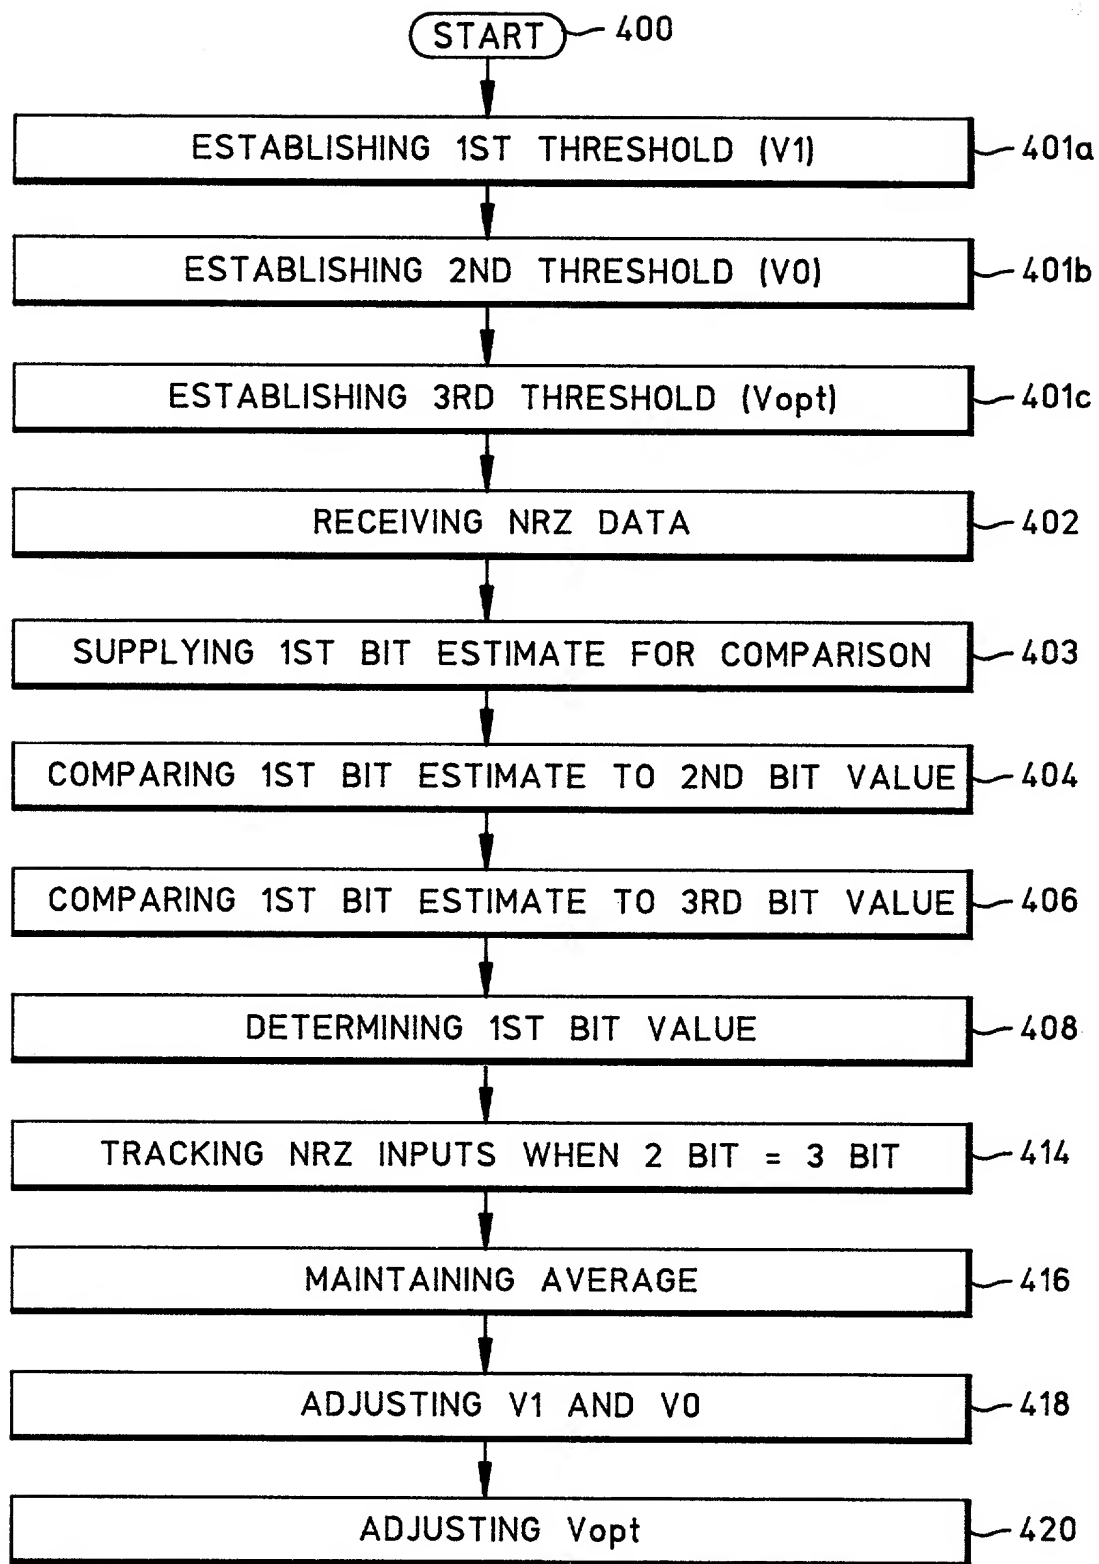 START 400
ESTABLISHING 1ST THRESHOLD (V1) 401a
ESTABLISHING 2ND THRESHOLD (V0) 401b
ESTABLISHING 3RD THRESHOLD (Vopt) 401c
RECEIVING NRZ DATA 402
SUPPLYING 1ST BIT ESTIMATE FOR COMPARISON 403
COMPARING 1ST BIT ESTIMATE TO 2ND BIT VALUE 404
COMPARING 1ST BIT ESTIMATE TO 3RD BIT VALUE 406
DETERMINING 1ST BIT VALUE 408
TRACKING NRZ INPUTS WHEN 2 BIT = 3 BIT 414
MAINTAINING AVERAGE 416
ADJUSTING V1 AND V0 418
ADJUSTING Vopt 420